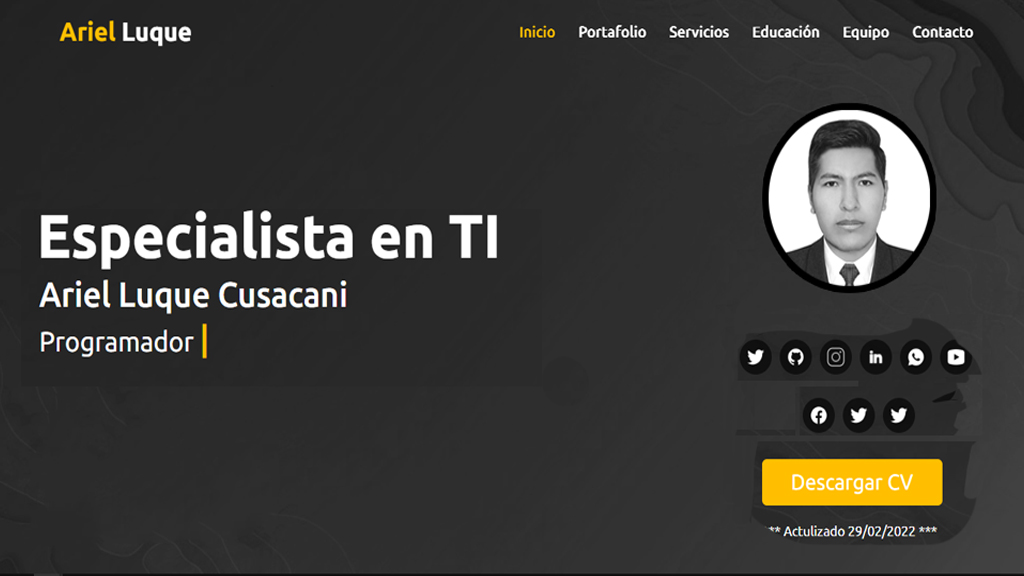 Ariel Luque
Inicio Portafolio Servicios Educación Equipo Contacto
Especialista en TI
Ariel Luque Cusacani
Programador
in
Descargar CV
*** Actulizado 29/02/2022 ***